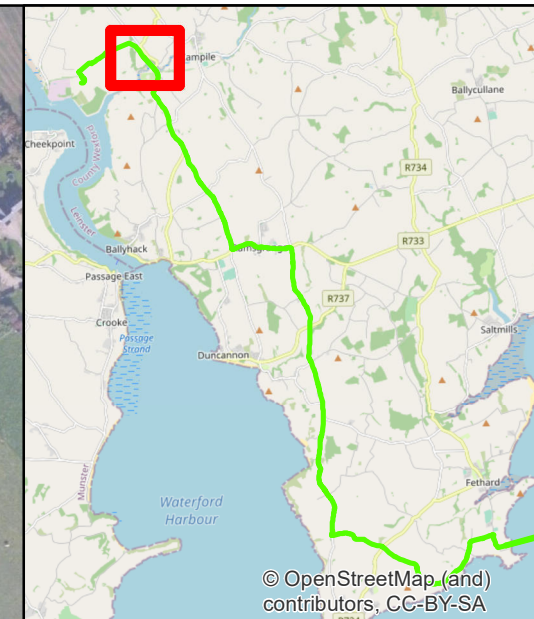 ampile
Ballycullane
Cheekpoint
County Wexford
Leinster
R734
R733
Ballyhack
Passage East
R737
Crooke
Saltmills
Passage
Strand
Duncannon
Munster
Fethard
Waterford
Harbour
© OpenStreetMap (and)
contributors, CC-BY-SA